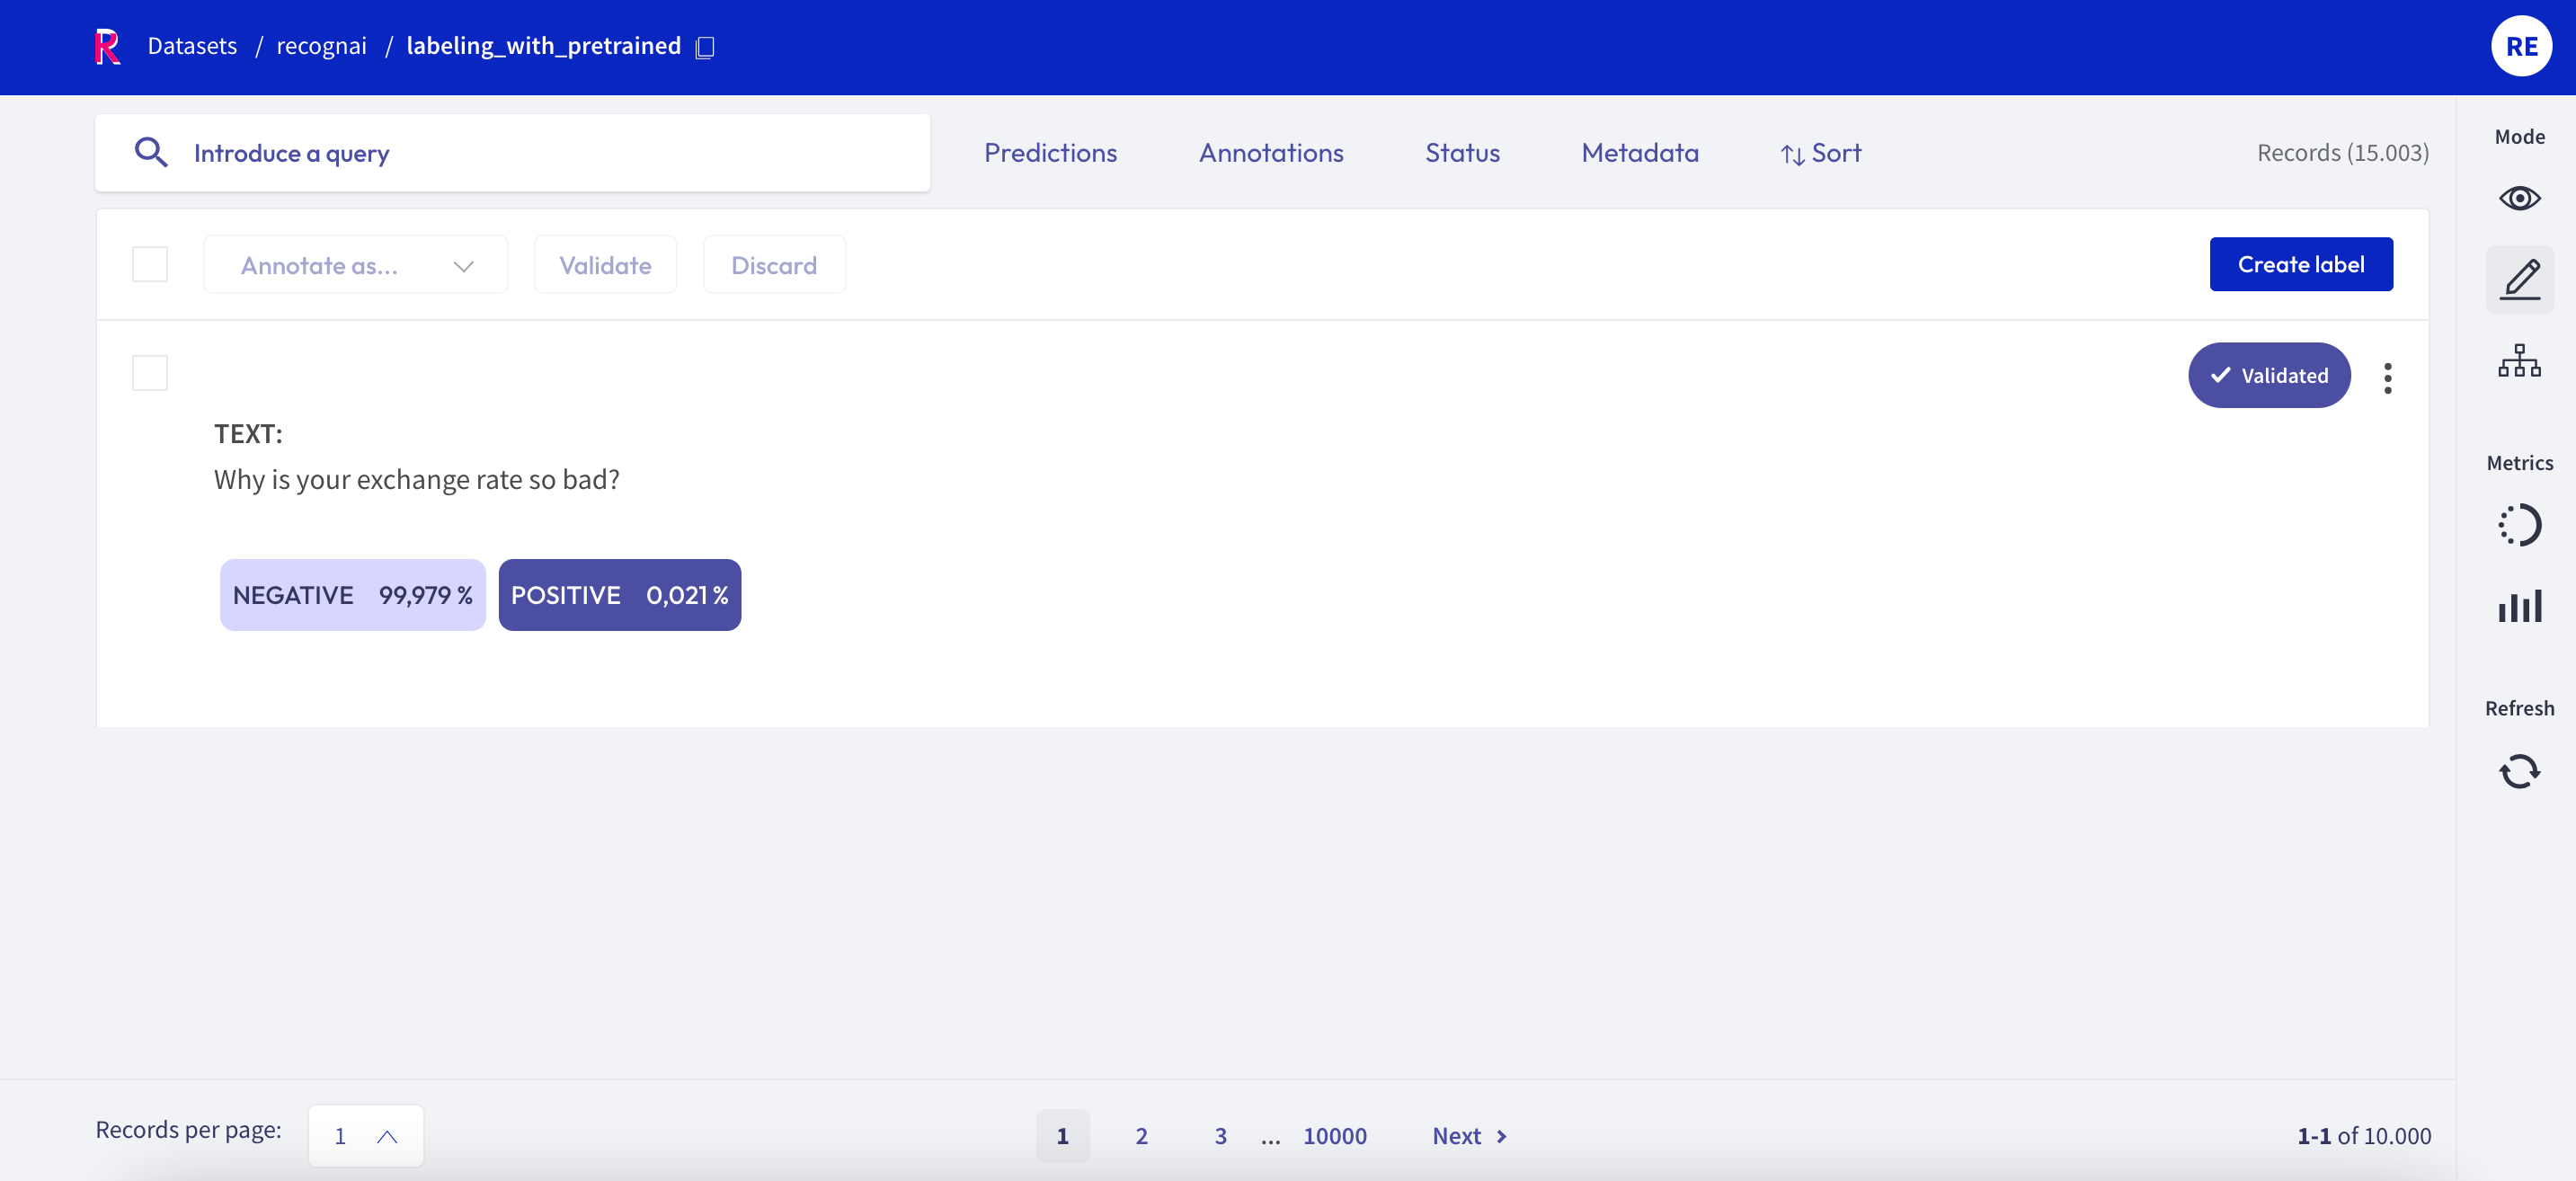 R Datasets / recognai / labeling_with_pretrained
RE
Introduce a query
Predictions
Annotations
Status
Metadata
Sort
Records (15.003)
Mode
Annotate as...
Validate
Discard
Create label
Validated
TEXT:
Why is your exchange rate so bad?
NEGATIVE 99,979 %
POSITIVE 0,021 %
Metrics
Refresh
Records per page: 1
1 2 3 ... 10000 Next
1-1 of 10.000